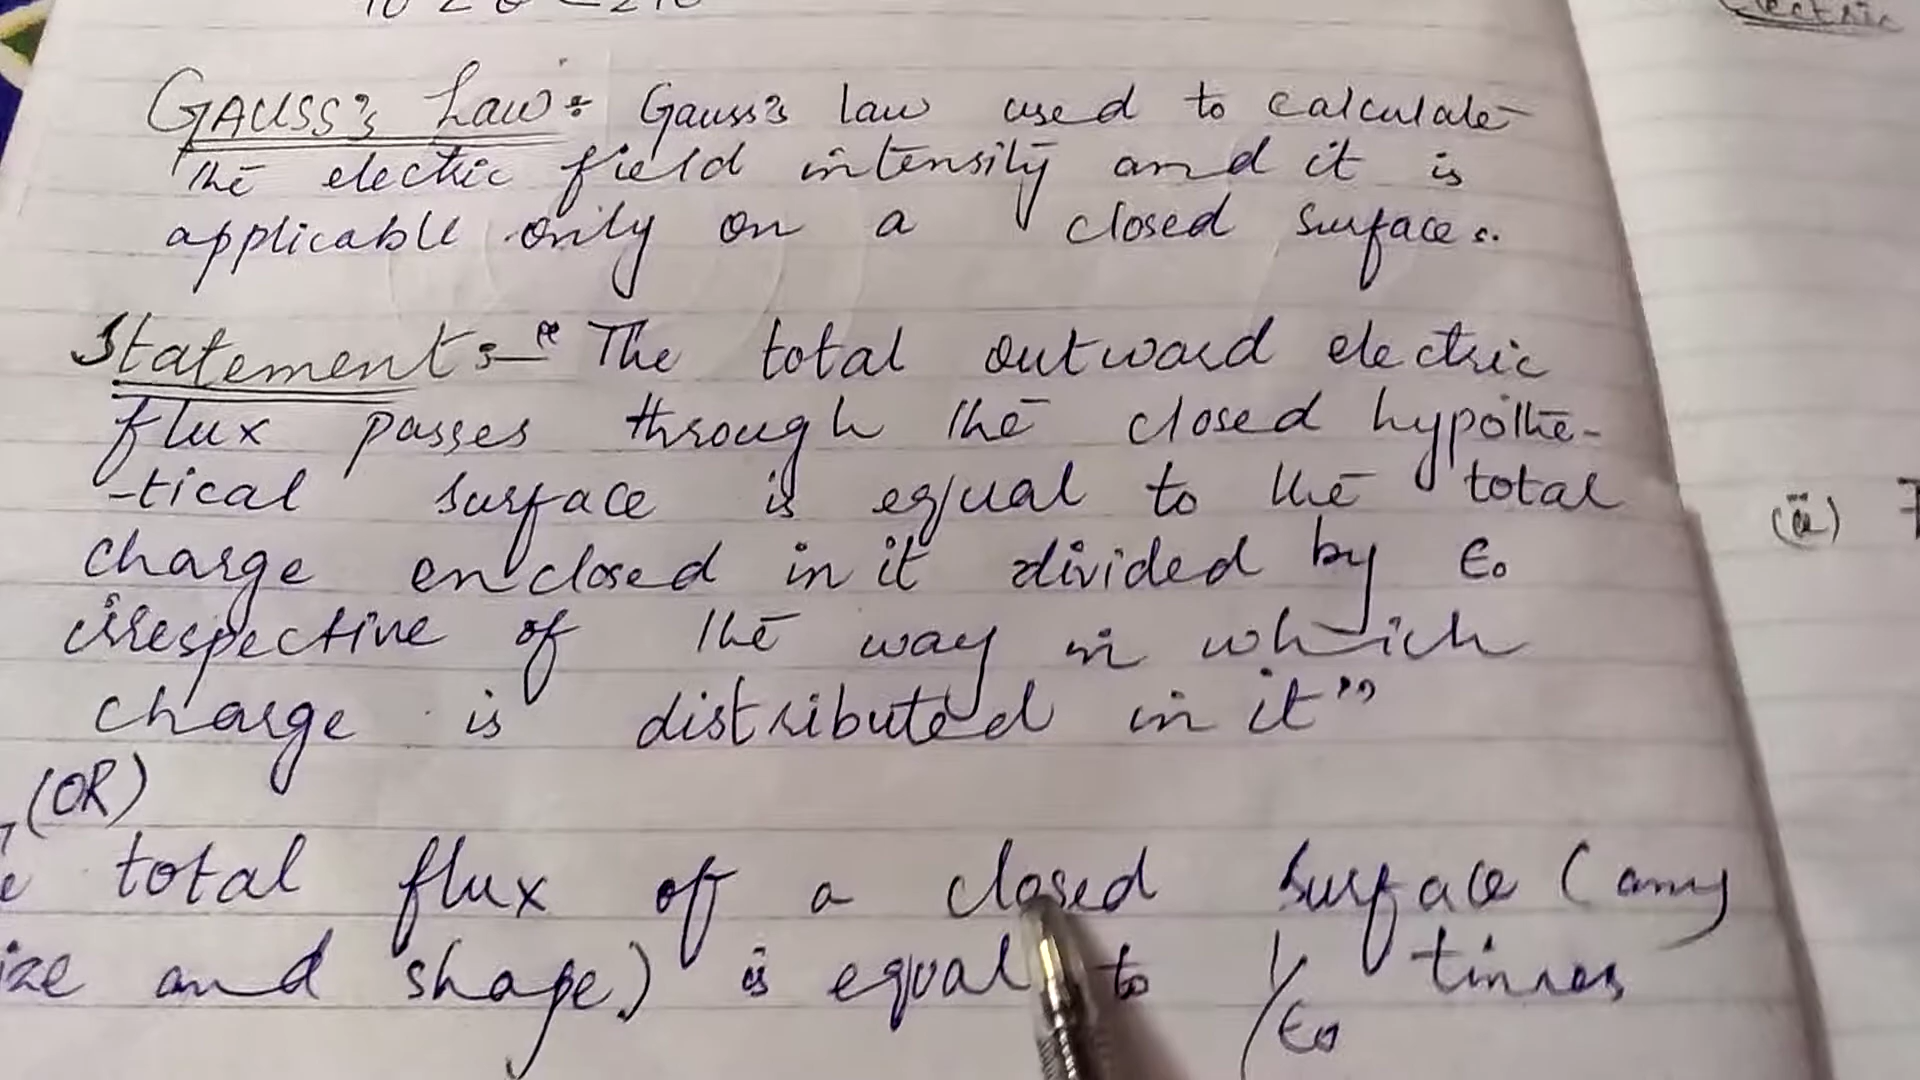 GAUSS's Law: Gauss's law used to calculate
the electric field intensity and it is
applicable only on a closed surface.
Statement:- "The total outward electric
flux passes through the closed hypothe-
-tical surface is equal to the total
charge enclosed in it divided by ε₀
irrespective of the way in which
charge is distributed in it"
(OR)
total flux of a closed surface (any
ize and shape) is equal to 1/ε₀ times
(ii)